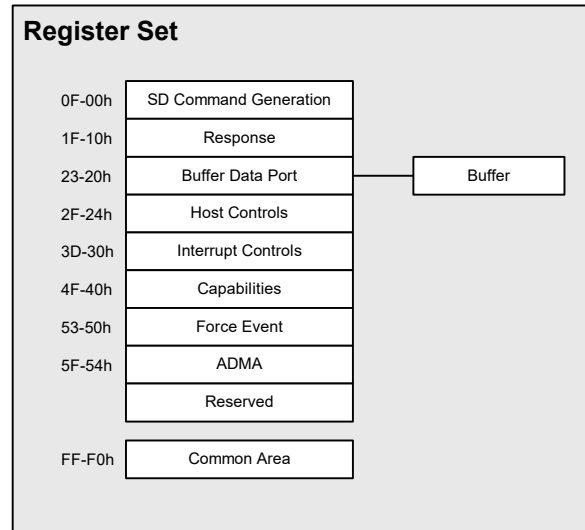 Register Set
0F-00h SD Command Generation
1F-10h Response
23-20h Buffer Data Port Buffer
2F-24h Host Controls
3D-30h Interrupt Controls
4F-40h Capabilities
53-50h Force Event
5F-54h ADMA
Reserved
FF-F0h Common Area